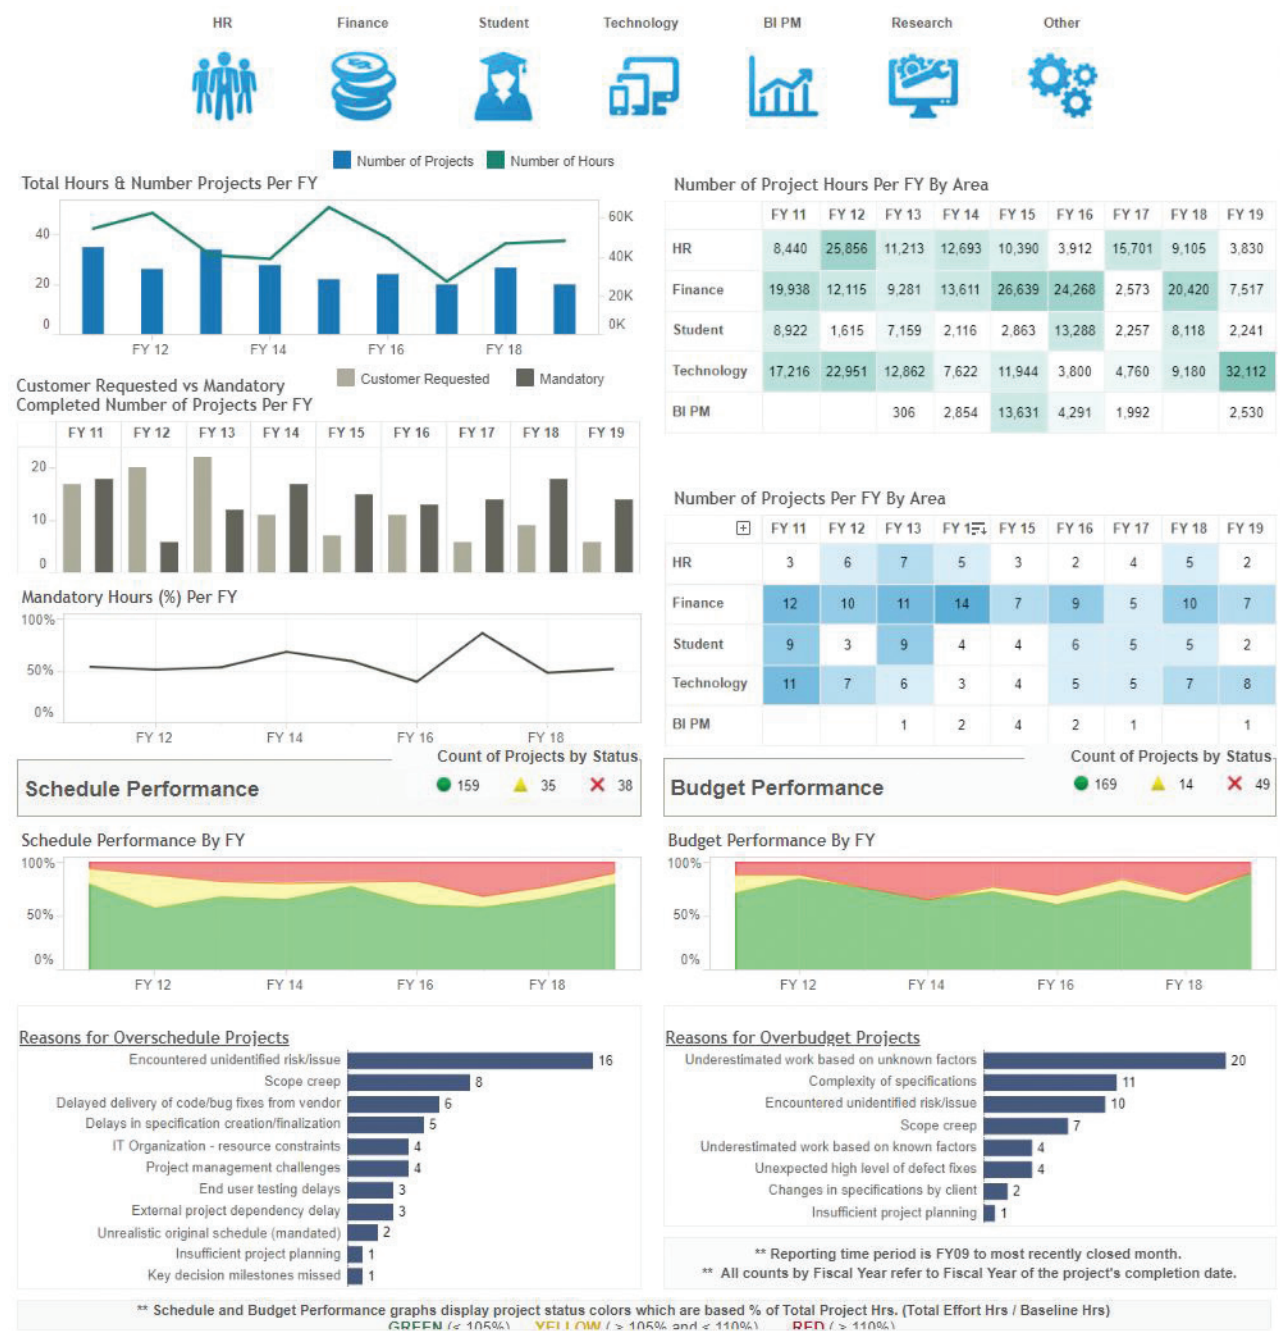 HR Finance Student Technology BI PM Research Other
Number of Projects Number of Hours
Total Hours & Number Projects Per FY
40
20
0
60K
40K
20K
0K
FY 12 FY 14 FY 16 FY 18
Customer Requested vs Mandatory
Completed Number of Projects Per FY
Customer Requested Mandatory
FY 11 FY 12 FY 13 FY 14 FY 15 FY 16 FY 17 FY 18 FY 19
20
10
0
Mandatory Hours (%) Per FY
100%
50%
0%
FY 12 FY 14 FY 16 FY 18
Number of Project Hours Per FY By Area
FY 11 FY 12 FY 13 FY 14 FY 15 FY 16 FY 17 FY 18 FY 19
HR 8,440 25,856 11,213 12,693 10,390 3,912 15,701 9,105 3,830
Finance 19,938 12,115 9,281 13,611 26,639 24,268 2,573 20,420 7,517
Student 8,922 1,615 7,159 2,116 2,863 13,288 2,257 8,118 2,241
Technology 17,216 22,951 12,862 7,622 11,944 3,800 4,760 9,180 32,112
BI PM 306 2,854 13,631 4,291 1,992 2,530
Number of Projects Per FY By Area
FY 11 FY 12 FY 13 FY 1 FY 15 FY 16 FY 17 FY 18 FY 19
HR 3 6 7 5 3 2 4 5 2
Finance 12 10 11 14 7 9 5 10 7
Student 9 3 9 4 4 6 5 5 2
Technology 11 7 6 3 4 5 5 7 8
BI PM 1 2 4 2 1 1
Count of Projects by Status
Schedule Performance 159 35 38
Count of Projects by Status
Budget Performance 169 14 49
Schedule Performance By FY
100%
50%
0%
FY 12 FY 14 FY 16 FY 18
Budget Performance By FY
100%
50%
0%
FY 12 FY 14 FY 16 FY 18
Reasons for Overschedule Projects
Encountered unidentified risk/issue 16
Scope creep 8
Delayed delivery of code/bug fixes from vendor 6
Delays in specification creation/finalization 5
IT Organization - resource constraints 4
Project management challenges 4
End user testing delays 3
External project dependency delay 3
Unrealistic original schedule (mandated) 2
Insufficient project planning 1
Key decision milestones missed 1
Reasons for Overbudget Projects
Underestimated work based on unknown factors 20
Complexity of specifications 11
Encountered unidentified risk/issue 10
Scope creep 7
Underestimated work based on known factors 4
Unexpected high level of defect fixes 4
Changes in specifications by client 2
Insufficient project planning 1
** Reporting time period is FY09 to most recently closed month.
** All counts by Fiscal Year refer to Fiscal Year of the project's completion date.
** Schedule and Budget Performance graphs display project status colors which are based % of Total Project Hrs. (Total Effort Hrs / Baseline Hrs)
GREEN (< 105%) YELLOW ( > 105% and < 110%) RED ( > 110%)